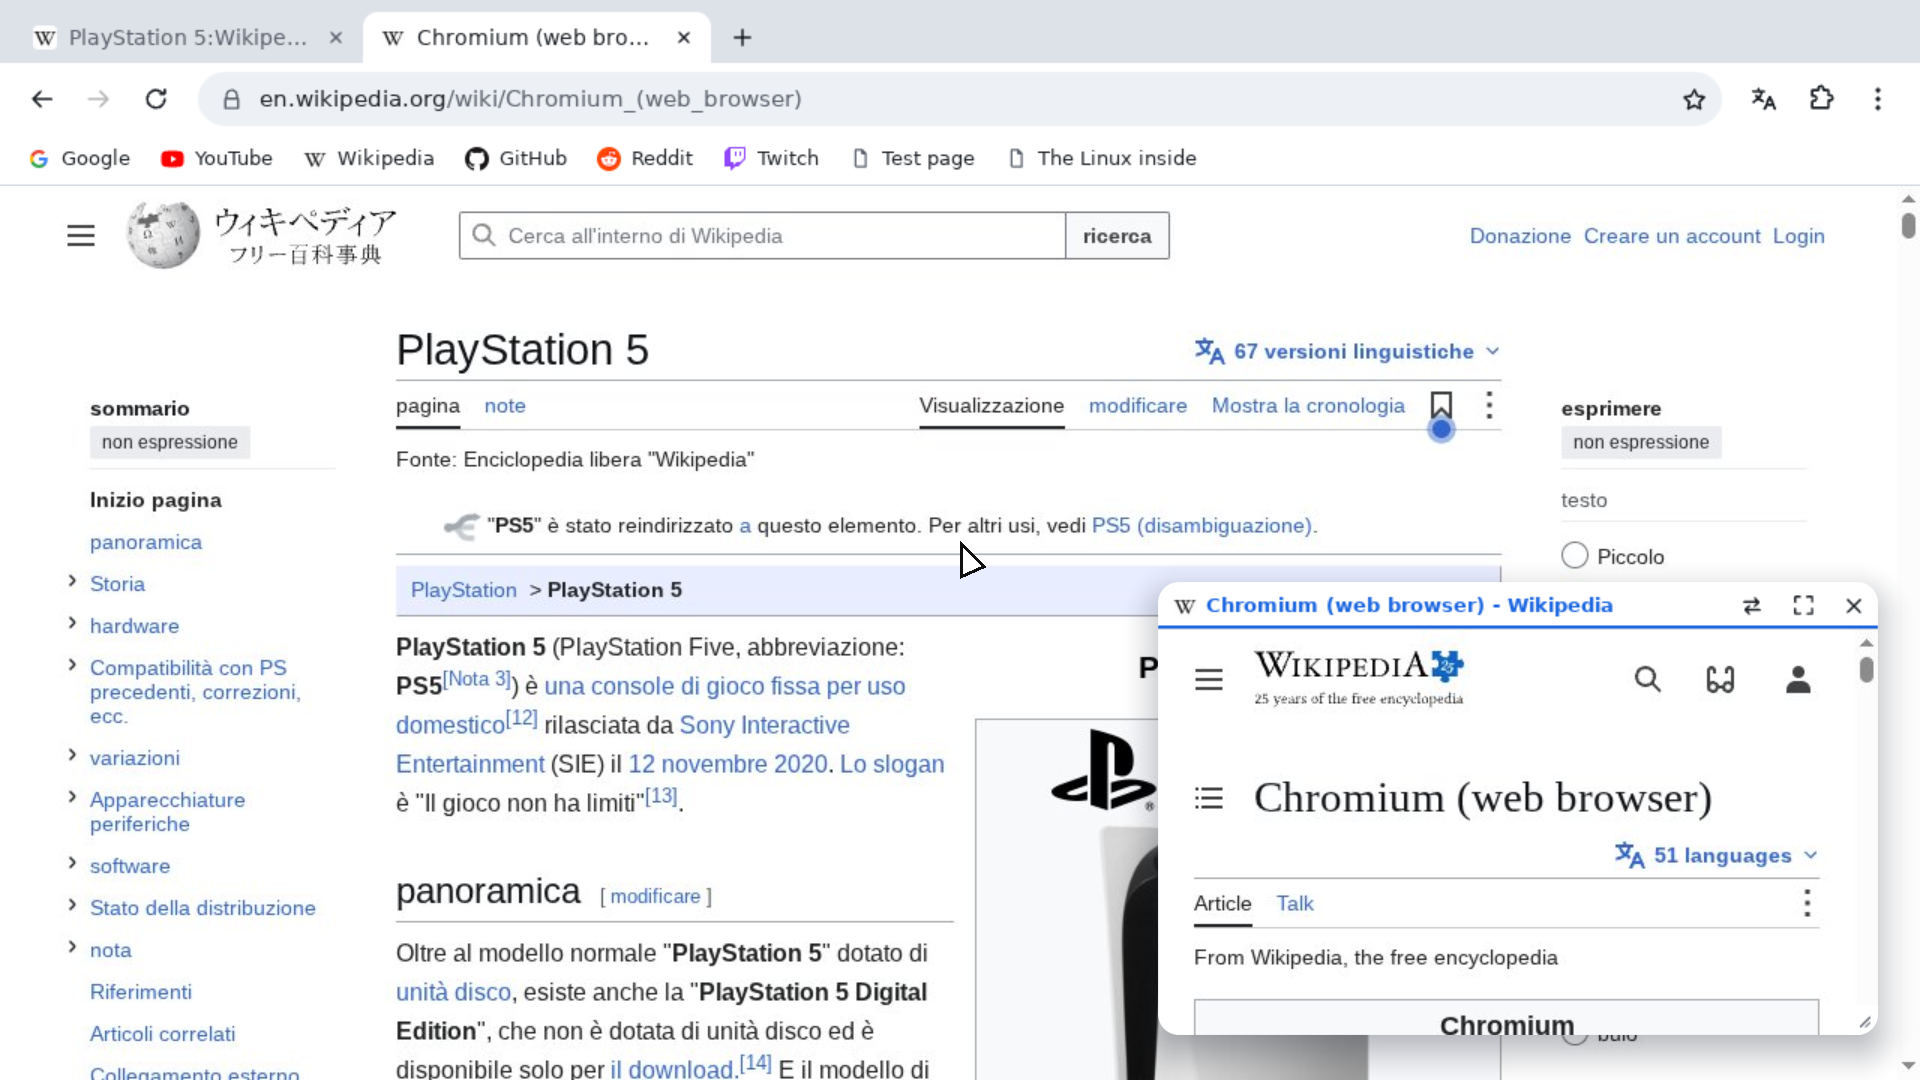 PlayStation 5:Wikipe...
Chromium (web bro...
en.wikipedia.org/wiki/Chromium_(web_browser)
Google
YouTube
Wikipedia
GitHub
Reddit
Twitch
Test page
The Linux inside
ウィキペディア
フリー百科事典
Cerca all'interno di Wikipedia
ricerca
Donazione
Creare un account
Login
PlayStation 5
67 versioni linguistiche
pagina
note
Visualizzazione
modificare
Mostra la cronologia
Fonte: Enciclopedia libera "Wikipedia"
"PS5" è stato reindirizzato a questo elemento. Per altri usi, vedi PS5 (disambiguazione).
PlayStation > PlayStation 5
sommario
non espressione
Inizio pagina
panoramica
Storia
hardware
Compatibilità con PS
precedenti, correzioni,
ecc.
variazioni
Apparecchiature
periferiche
software
Stato della distribuzione
nota
Riferimenti
Articoli correlati
Collegamento esterno
PlayStation 5 (PlayStation Five, abbreviazione:
PS5[Nota 3]) è una console di gioco fissa per uso
domestico[12] rilasciata da Sony Interactive
Entertainment (SIE) il 12 novembre 2020. Lo slogan
è "Il gioco non ha limiti"[13].
panoramica [ modificare ]
Oltre al modello normale "PlayStation 5" dotato di
unità disco, esiste anche la "PlayStation 5 Digital
Edition", che non è dotata di unità disco ed è
disponibile solo per il download.[14] E il modello di
P
esprimere
non espressione
testo
Piccolo
Chromium (web browser) - Wikipedia
WIKIPEDIA 25
25 years of the free encyclopedia
Chromium (web browser)
51 languages
Article
Talk
From Wikipedia, the free encyclopedia
Chromium